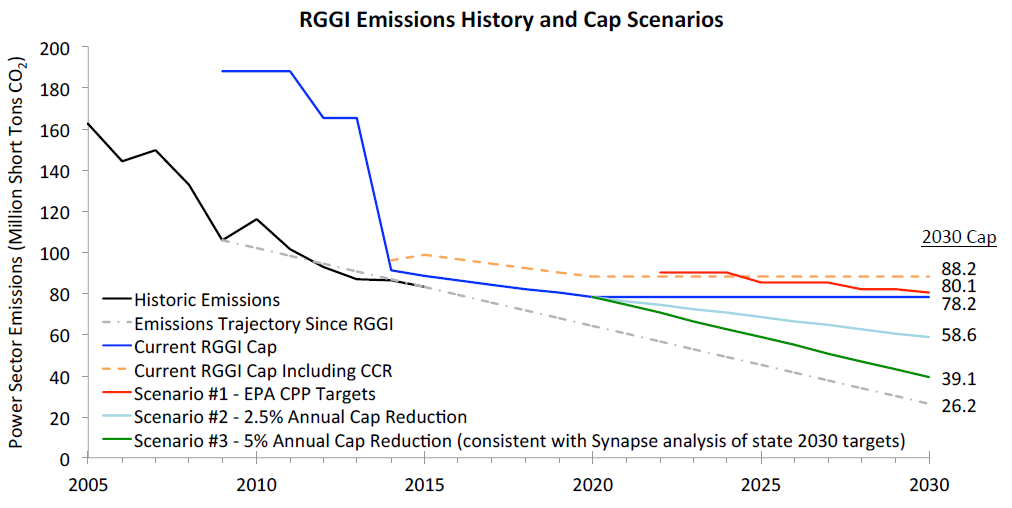 RGGI Emissions History and Cap Scenarios
Power Sector Emissions (Million Short Tons CO₂)
200
180
160
140
120
100
80
60
40
20
0
2005
2010
2015
2020
2025
2030
Historic Emissions
Emissions Trajectory Since RGGI
Current RGGI Cap
Current RGGI Cap Including CCR
Scenario #1 - EPA CPP Targets
Scenario #2 - 2.5% Annual Cap Reduction
Scenario #3 - 5% Annual Cap Reduction (consistent with Synapse analysis of state 2030 targets)
2030 Cap
88.2
80.1
78.2
58.6
39.1
26.2